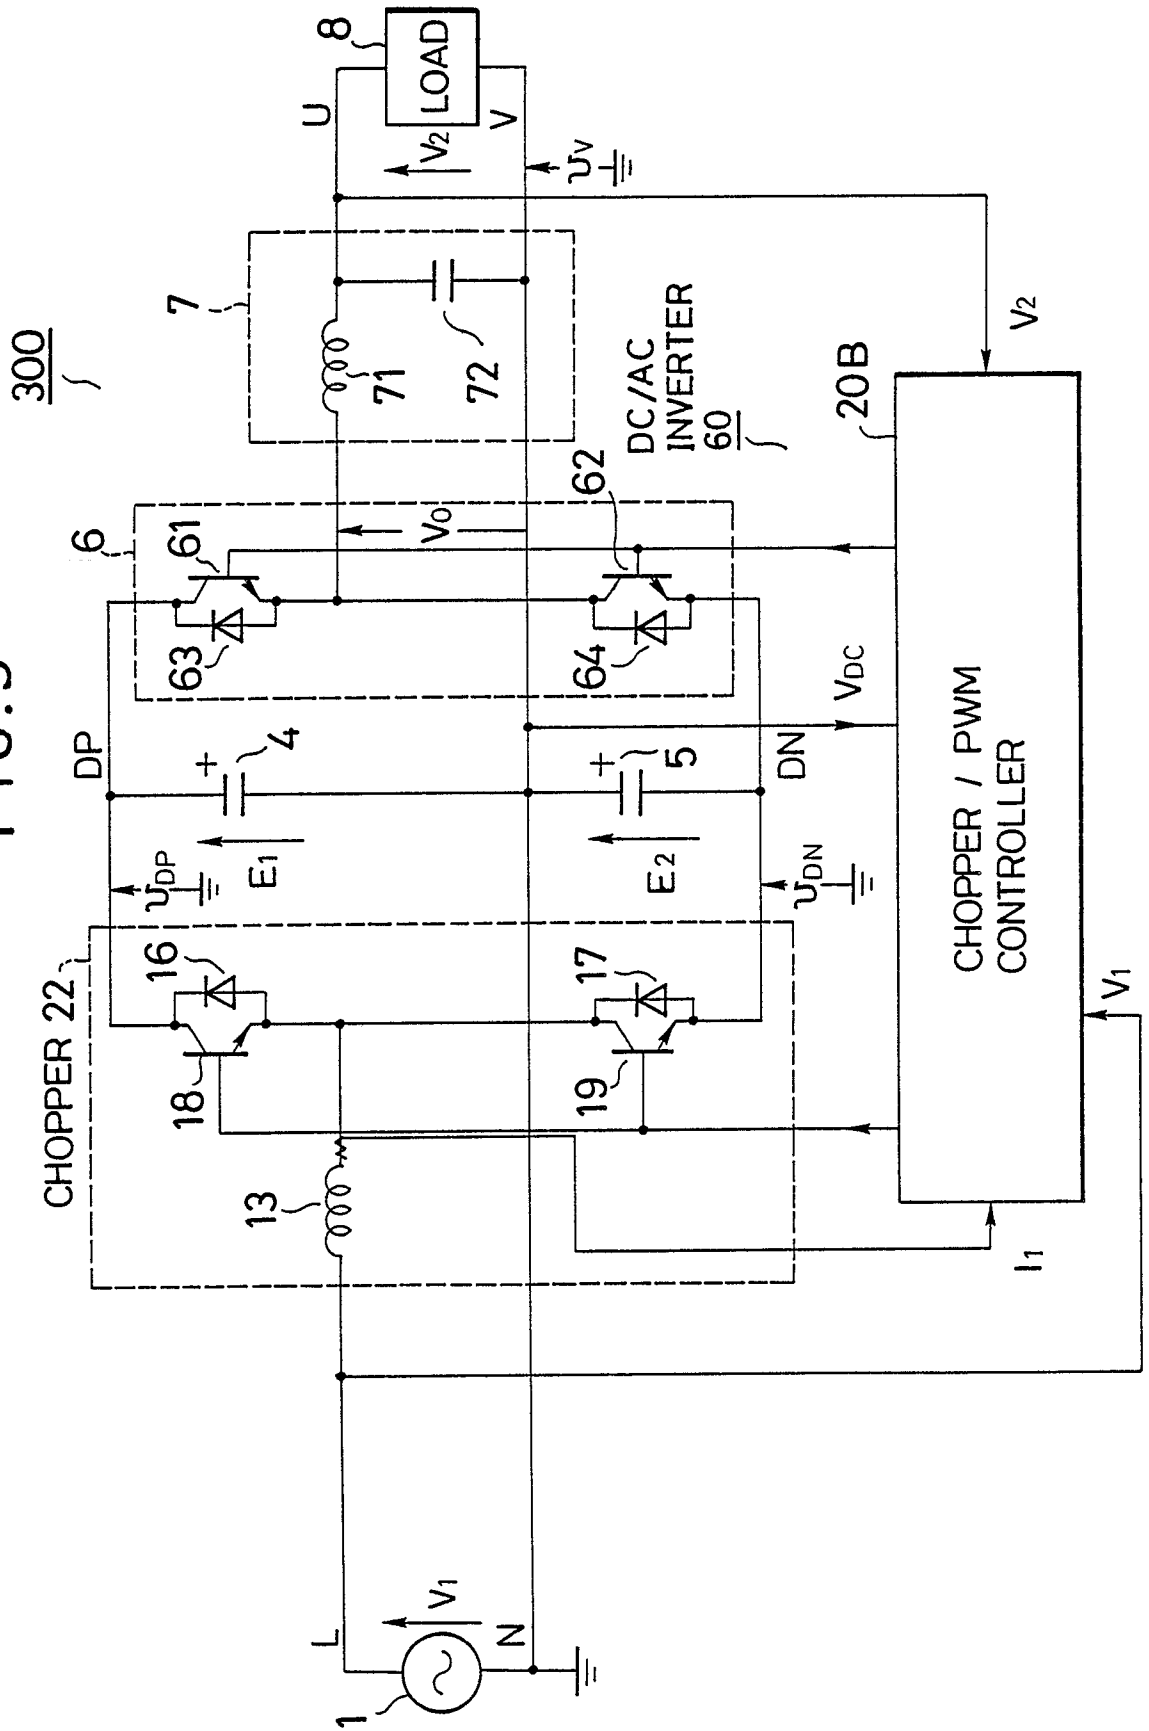 300
CHOPPER 22
DP
6
7
8
U
LOAD
V2
V
υV
16
18
υDP
E1
+
4
61
63
V0
71
72
13
L
1
V1
N
17
19
E2
+
5
62
64
DC/AC
INVERTER
60
υDN
DN
VDC
20B
I1
CHOPPER / PWM
CONTROLLER
V1
V2